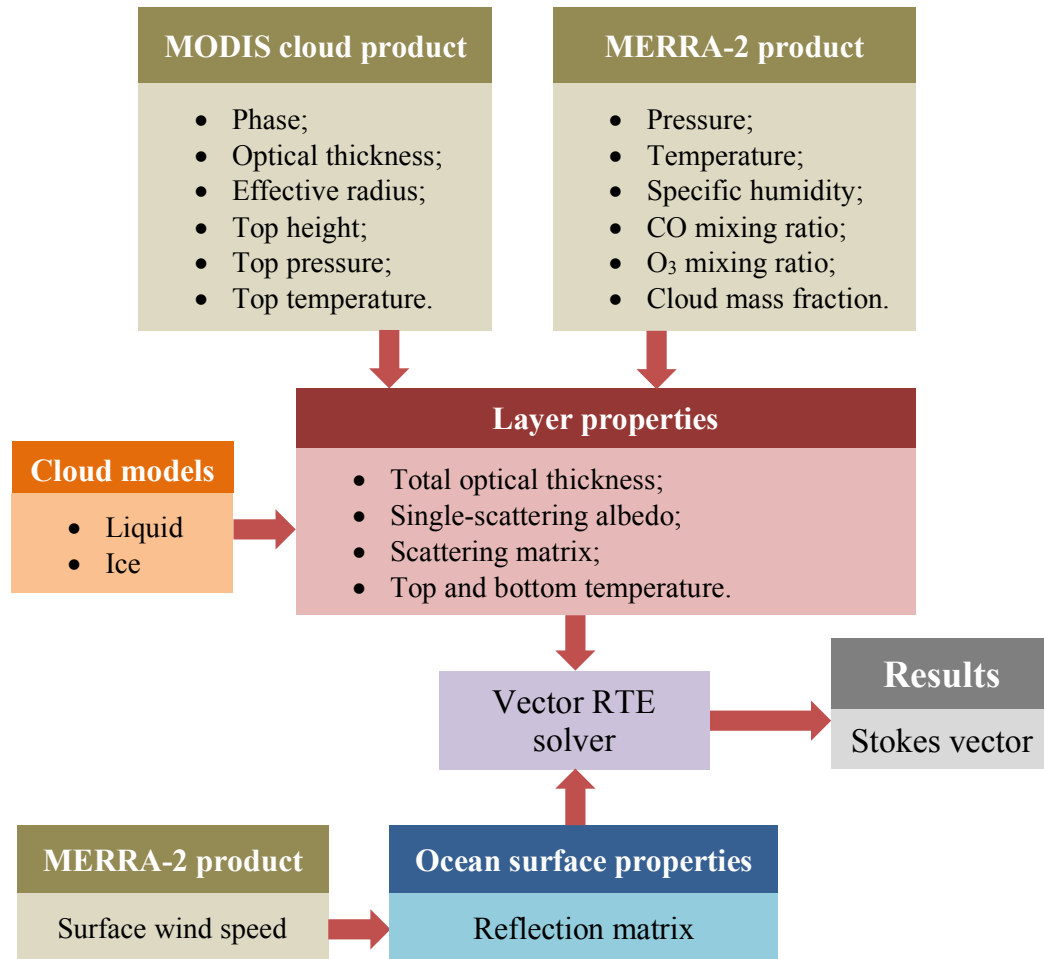 MODIS cloud product
• Phase;
• Optical thickness;
• Effective radius;
• Top height;
• Top pressure;
• Top temperature.
MERRA-2 product
• Pressure;
• Temperature;
• Specific humidity;
• CO mixing ratio;
• O₃ mixing ratio;
• Cloud mass fraction.
Layer properties
• Total optical thickness;
• Single-scattering albedo;
• Scattering matrix;
• Top and bottom temperature.
Cloud models
• Liquid
• Ice
Vector RTE
solver
Results
Stokes vector
MERRA-2 product
Surface wind speed
Ocean surface properties
Reflection matrix